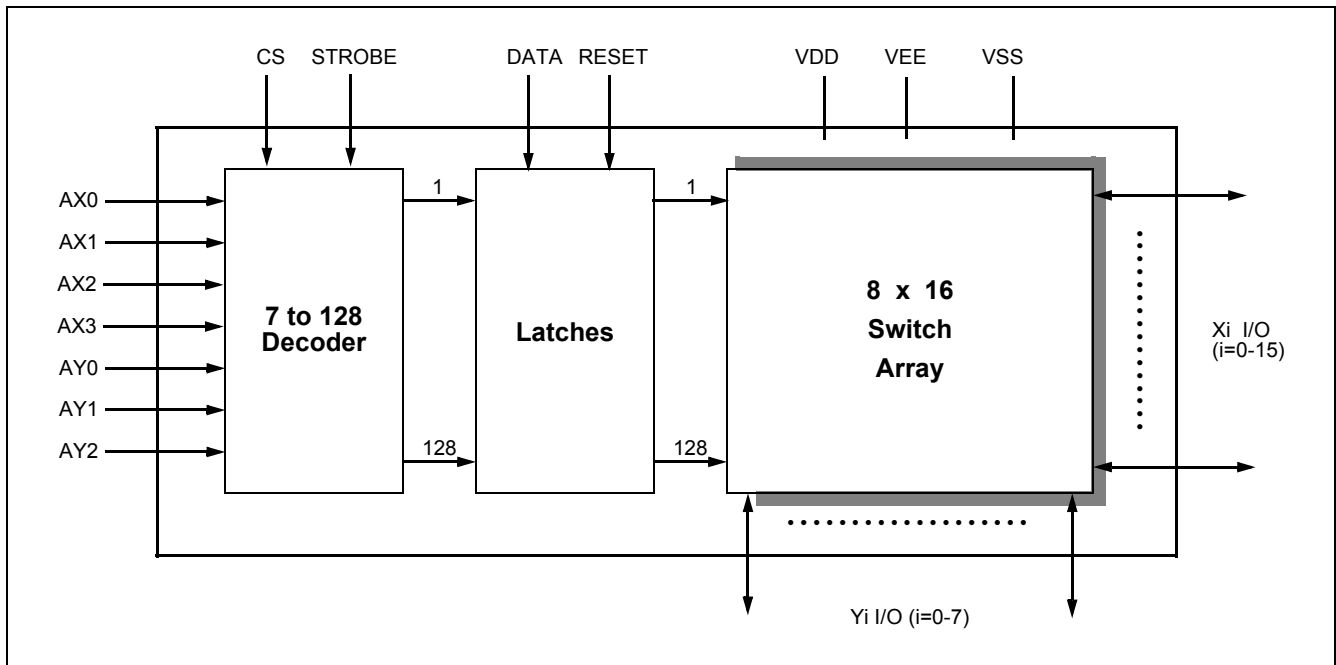 CS STROBE DATA RESET VDD VEE VSS
AX0
AX1
AX2
AX3
AY0
AY1
AY2
7 to 128
Decoder
1
128
Latches
1
128
8 x 16
Switch
Array
Xi I/O
(i=0-15)
Yi I/O (i=0-7)